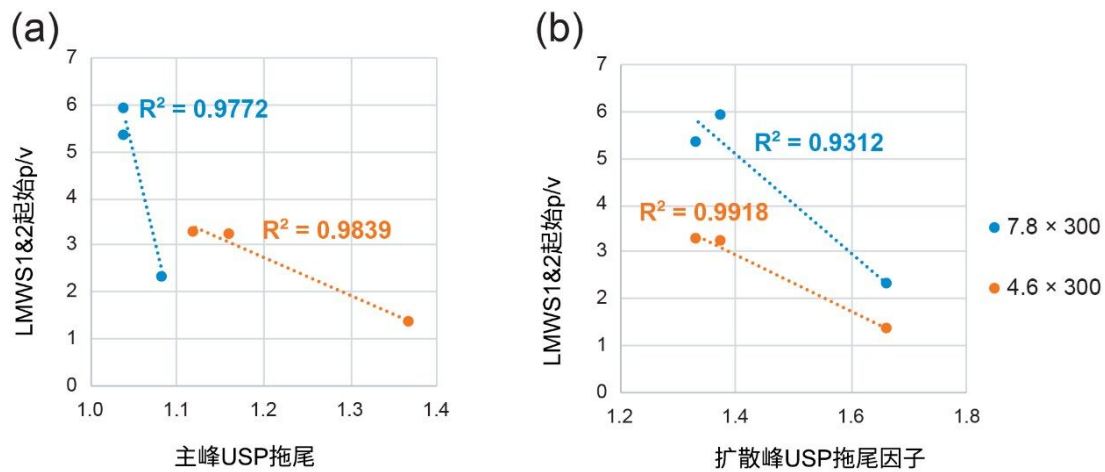 (a)
7
6
5
4
3
2
1
0
LMWS1&2起始p/v
R² = 0.9772
R² = 0.9839
1.0 1.1 1.2 1.3 1.4
主峰USP拖尾
(b)
7
6
5
4
3
2
1
0
LMWS1&2起始p/v
R² = 0.9312
R² = 0.9918
1.2 1.4 1.6 1.8
扩散峰USP拖尾因子
7.8 × 300
4.6 × 300